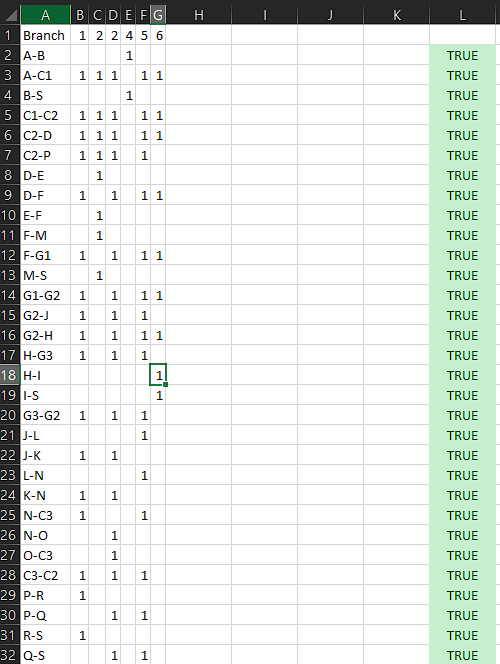 A B C D E F G H I J K L
1 Branch 1 2 2 4 5 6
2 A-B 1 TRUE
3 A-C1 1 1 1 1 1 TRUE
4 B-S 1 TRUE
5 C1-C2 1 1 1 1 1 TRUE
6 C2-D 1 1 1 1 1 TRUE
7 C2-P 1 1 1 1 TRUE
8 D-E 1 TRUE
9 D-F 1 1 1 1 TRUE
10 E-F 1 TRUE
11 F-M 1 TRUE
12 F-G1 1 1 1 1 TRUE
13 M-S 1 TRUE
14 G1-G2 1 1 1 1 TRUE
15 G2-J 1 1 1 TRUE
16 G2-H 1 1 1 1 TRUE
17 H-G3 1 1 1 TRUE
18 H-I 1 TRUE
19 I-S 1 TRUE
20 G3-G2 1 1 1 TRUE
21 J-L 1 TRUE
22 J-K 1 1 TRUE
23 L-N 1 TRUE
24 K-N 1 1 TRUE
25 N-C3 1 1 TRUE
26 N-O 1 TRUE
27 O-C3 1 TRUE
28 C3-C2 1 1 1 TRUE
29 P-R 1 TRUE
30 P-Q 1 1 TRUE
31 R-S 1 TRUE
32 Q-S 1 1 TRUE